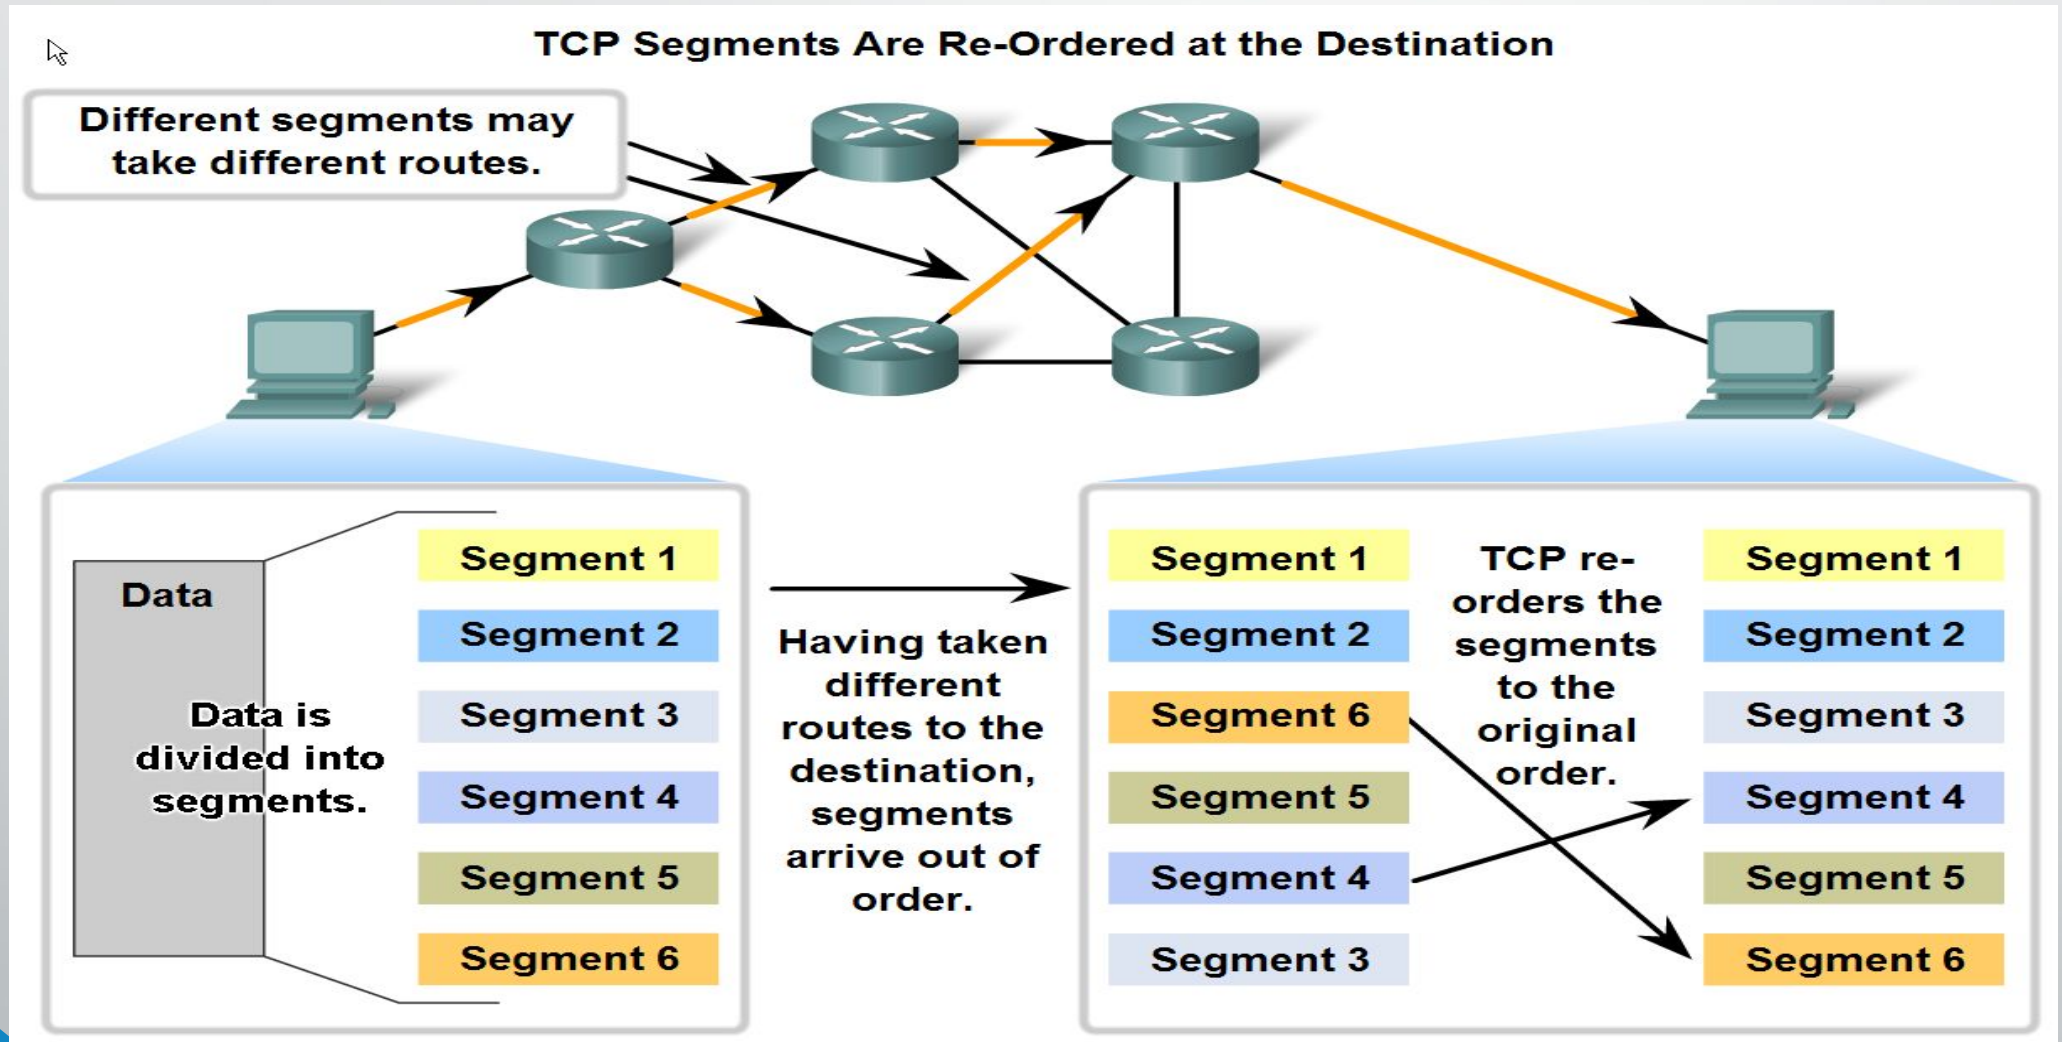 TCP Segments Are Re-Ordered at the Destination
Different segments may
take different routes.
Data
Data is
divided into
segments.
Segment 1
Segment 2
Segment 3
Segment 4
Segment 5
Segment 6
Having taken
different
routes to the
destination,
segments
arrive out of
order.
Segment 1
Segment 2
Segment 6
Segment 5
Segment 4
Segment 3
TCP re-
orders the
segments
to the
original
order.
Segment 1
Segment 2
Segment 3
Segment 4
Segment 5
Segment 6